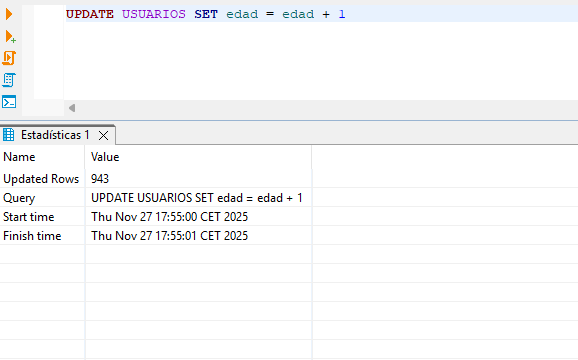 UPDATE USUARIOS SET edad = edad + 1
Estadísticas 1
Name Value
Updated Rows 943
Query UPDATE USUARIOS SET edad = edad + 1
Start time Thu Nov 27 17:55:00 CET 2025
Finish time Thu Nov 27 17:55:01 CET 2025